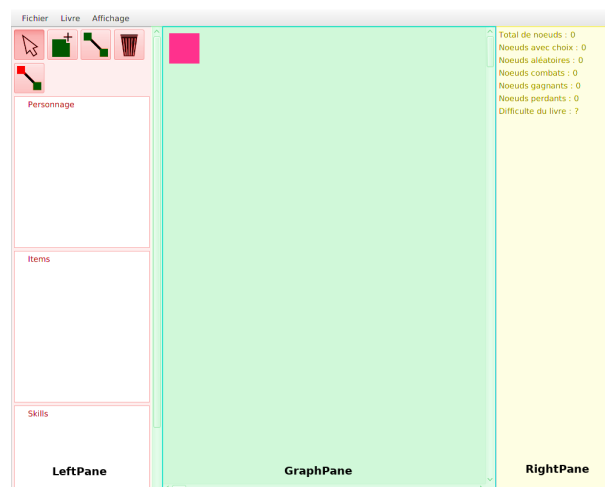 Fichier Livre Affichage
Personnage
Items
Skills
LeftPane
GraphPane
Total de noeuds : 0
Noeuds avec choix : 0
Noeuds aléatoires : 0
Noeuds combats : 0
Noeuds gagnants : 0
Noeuds perdants : 0
Difficulte du livre : ?
RightPane